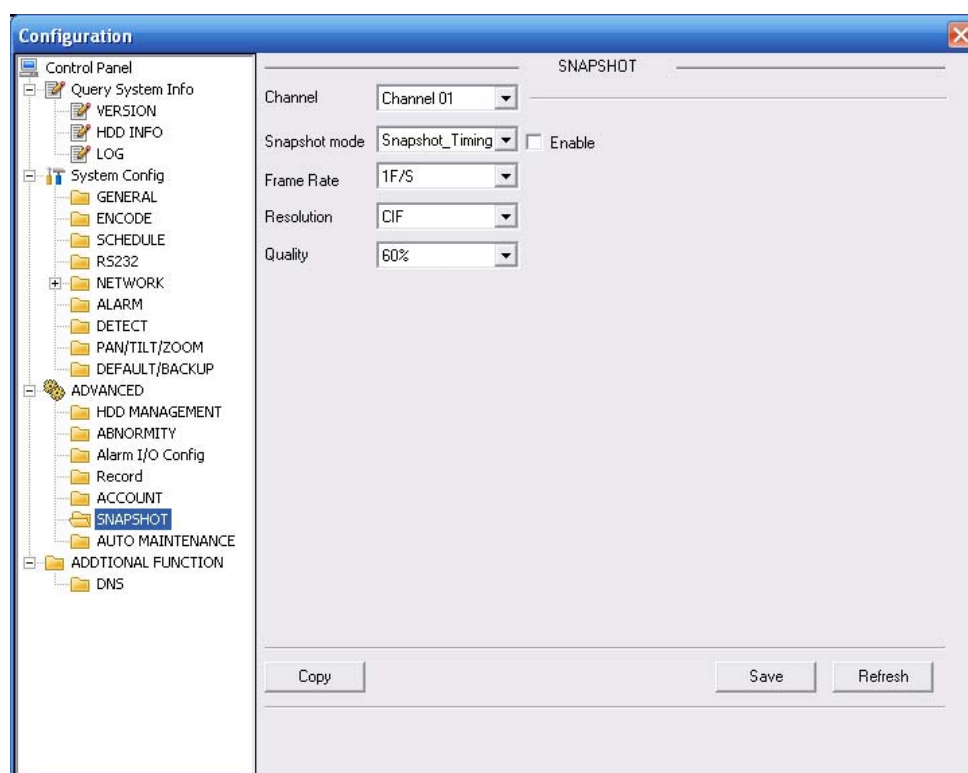 Configuration
Control Panel
Query System Info
VERSION
HDD INFO
LOG
System Config
GENERAL
ENCODE
SCHEDULE
RS232
NETWORK
ALARM
DETECT
PAN/TILT/ZOOM
DEFAULT/BACKUP
ADVANCED
HDD MANAGEMENT
ABNORMITY
Alarm I/O Config
Record
ACCOUNT
SNAPSHOT
AUTO MAINTENANCE
ADDTIONAL FUNCTION
DNS
SNAPSHOT
Channel Channel 01
Snapshot mode Snapshot_Timing Enable
Frame Rate 1F/S
Resolution CIF
Quality 60%
Copy Save Refresh